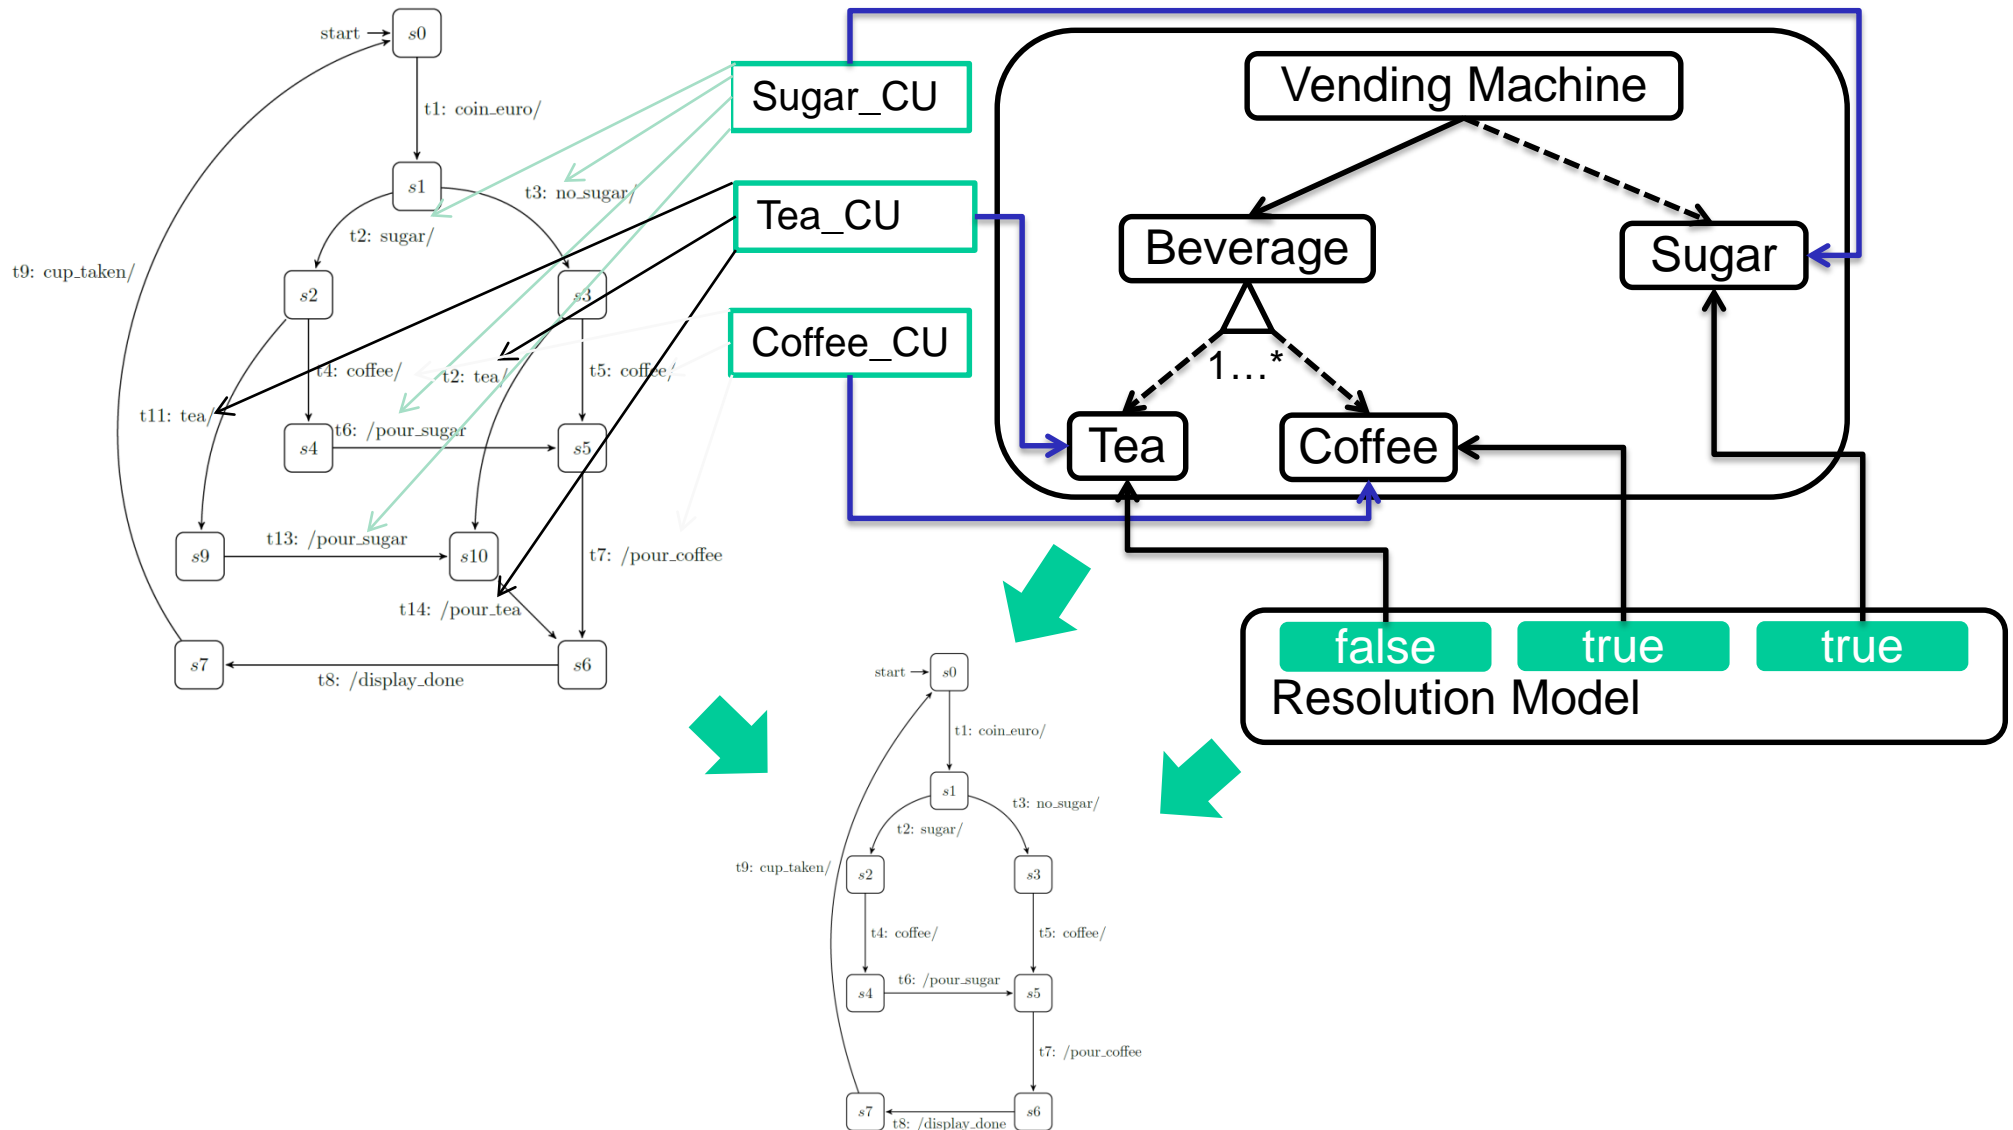 start
s0
t1: coin_euro/
s1
t3: no_sugar/
t2: sugar/
t9: cup_taken/
s2
s3
t4: coffee/
t2: tea/
t5: coffee/
t11: tea/
s4
t6: /pour_sugar
s5
s9
t13: /pour_sugar
s10
t7: /pour_coffee
t14: /pour_tea
s7
s6
t8: /display_done
Sugar_CU
Tea_CU
Coffee_CU
Vending Machine
Beverage
Sugar
1...*
Tea
Coffee
false
true
true
Resolution Model
start
s0
t1: coin_euro/
s1
t3: no_sugar/
t2: sugar/
t9: cup_taken/
s2
s3
t4: coffee/
t5: coffee/
t6: /pour_sugar
s4
s5
t7: /pour_coffee
s7
s6
t8: /display_done